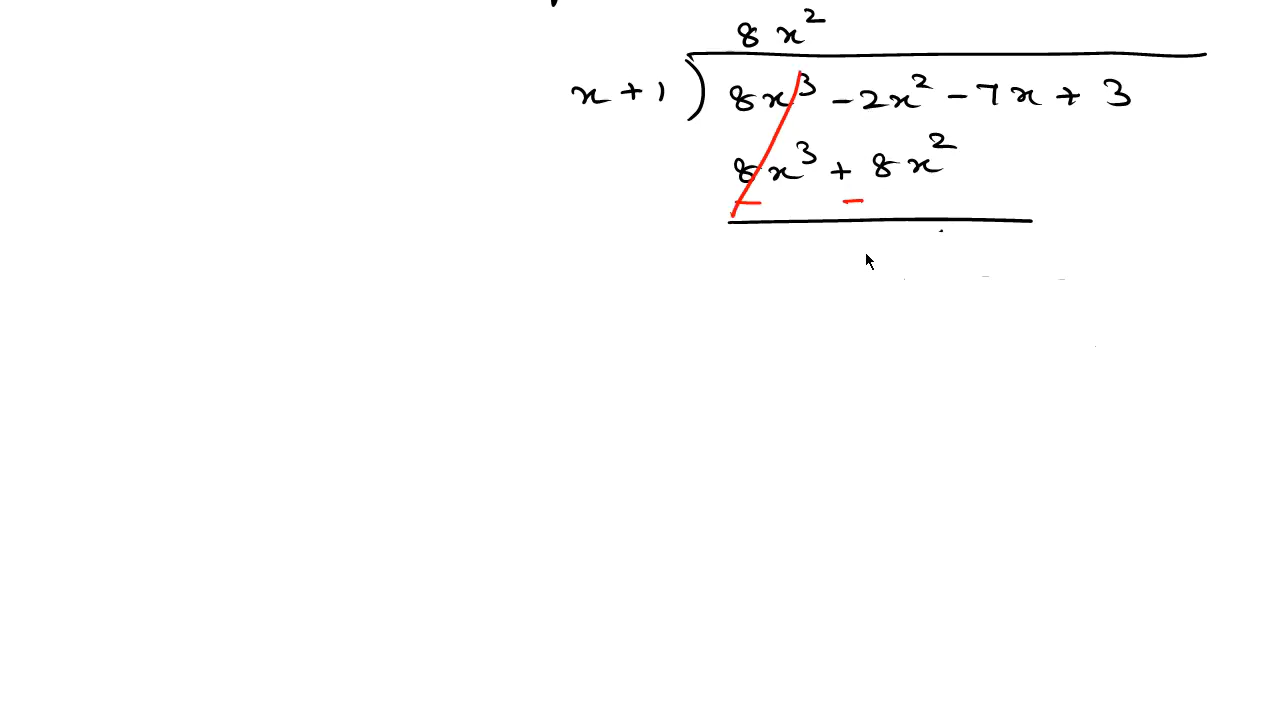 8x²
x + 1 ) 8x³ - 2x² - 7x + 3
8x³ + 8x²
- -